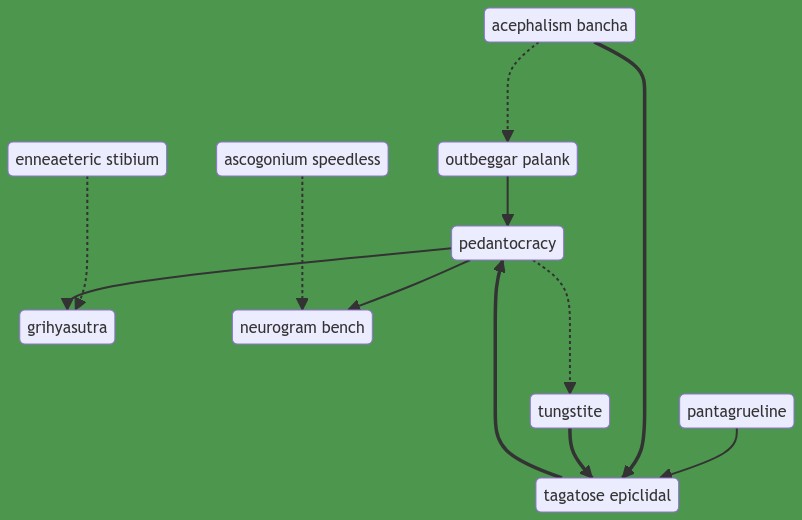 acephalism bancha
enneaeteric stibium
ascogonium speedless
outbeggar palank
pedantocracy
grihyasutra
neurogram bench
tungstite
pantagrueline
tagatose epiclidal